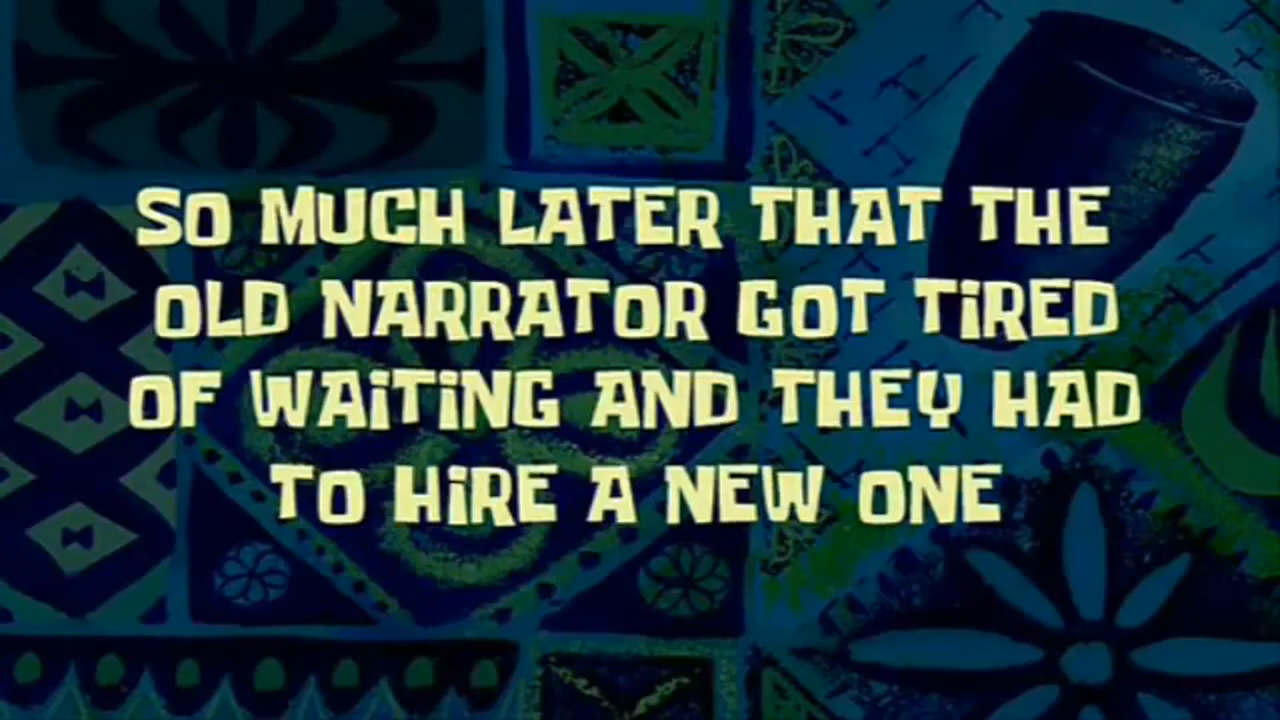 SO MUCH LATER THAT THE
OLD NARRATOR GOT TiRED
OF WAiTiNG AND THEY HAD
TO HiRE A NEW ONE